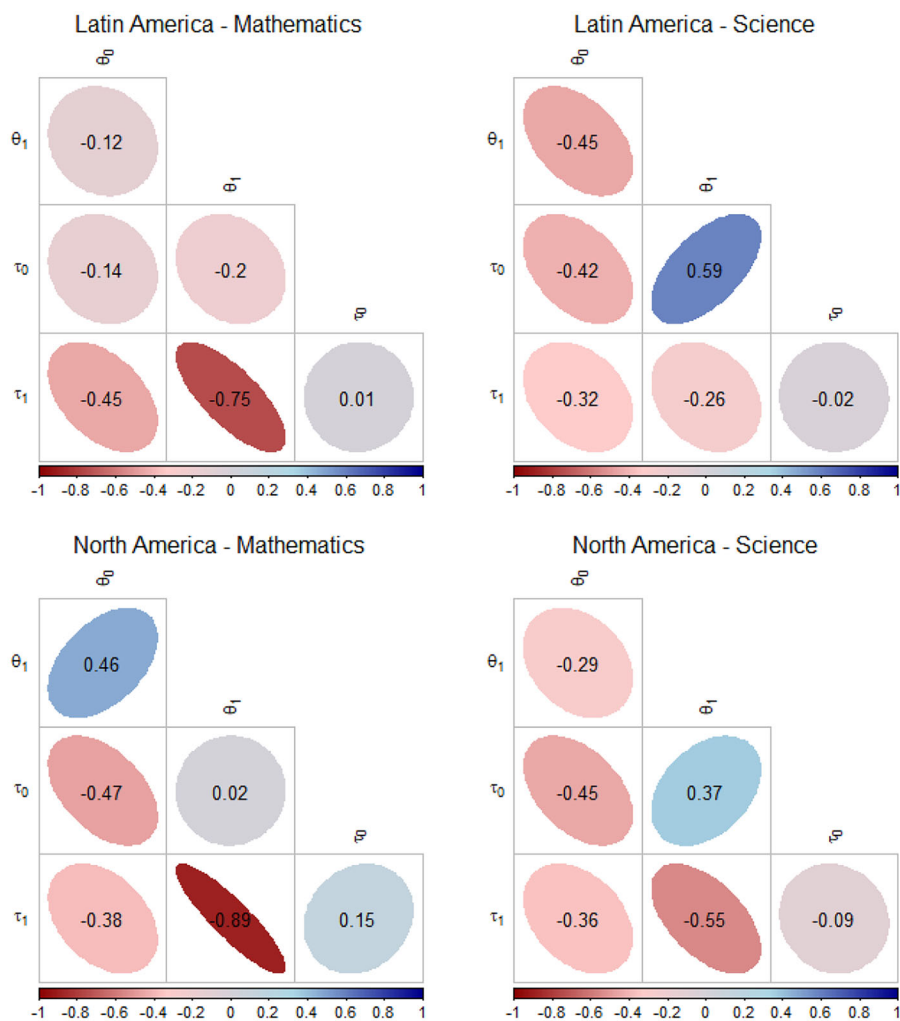 Latin America - Mathematics
θ0
θ1 -0.12
θ1
τ0 -0.14 -0.2
τ0
τ1 -0.45 -0.75 0.01
-1 -0.8 -0.6 -0.4 -0.2 0 0.2 0.4 0.6 0.8 1
Latin America - Science
θ0
θ1 -0.45
θ1
τ0 -0.42 0.59
τ0
τ1 -0.32 -0.26 -0.02
-1 -0.8 -0.6 -0.4 -0.2 0 0.2 0.4 0.6 0.8 1
North America - Mathematics
θ0
θ1 0.46
θ1
τ0 -0.47 0.02
τ0
τ1 -0.38 -0.89 0.15
-1 -0.8 -0.6 -0.4 -0.2 0 0.2 0.4 0.6 0.8 1
North America - Science
θ0
θ1 -0.29
θ1
τ0 -0.45 0.37
τ0
τ1 -0.36 -0.55 -0.09
-1 -0.8 -0.6 -0.4 -0.2 0 0.2 0.4 0.6 0.8 1